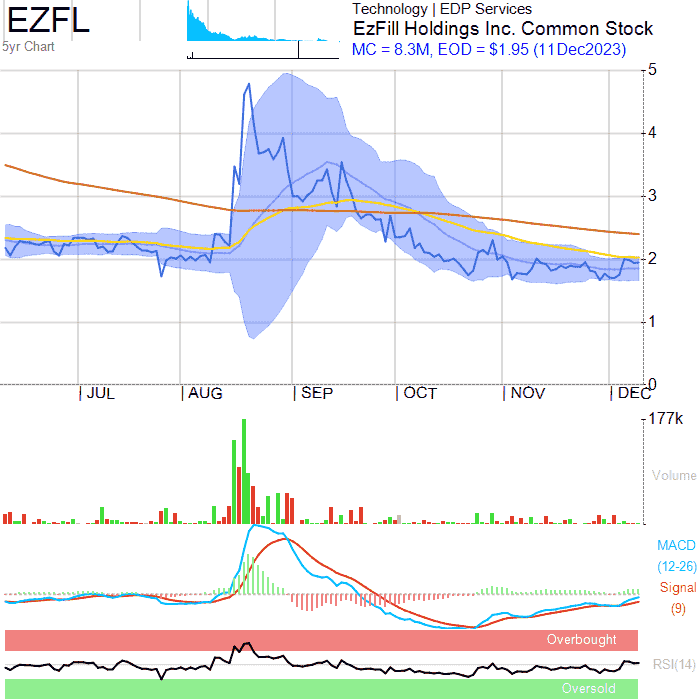 EZFL
Technology | EDP Services
EzFill Holdings Inc. Common Stock
5yr Chart
MC = 8.3M, EOD = $1.95 (11Dec2023)
5
4
3
2
1
0
JUL
AUG
SEP
OCT
NOV
DEC
177k
Volume
MACD
(12-26)
Signal
(9)
Overbought
RSI(14)
Oversold